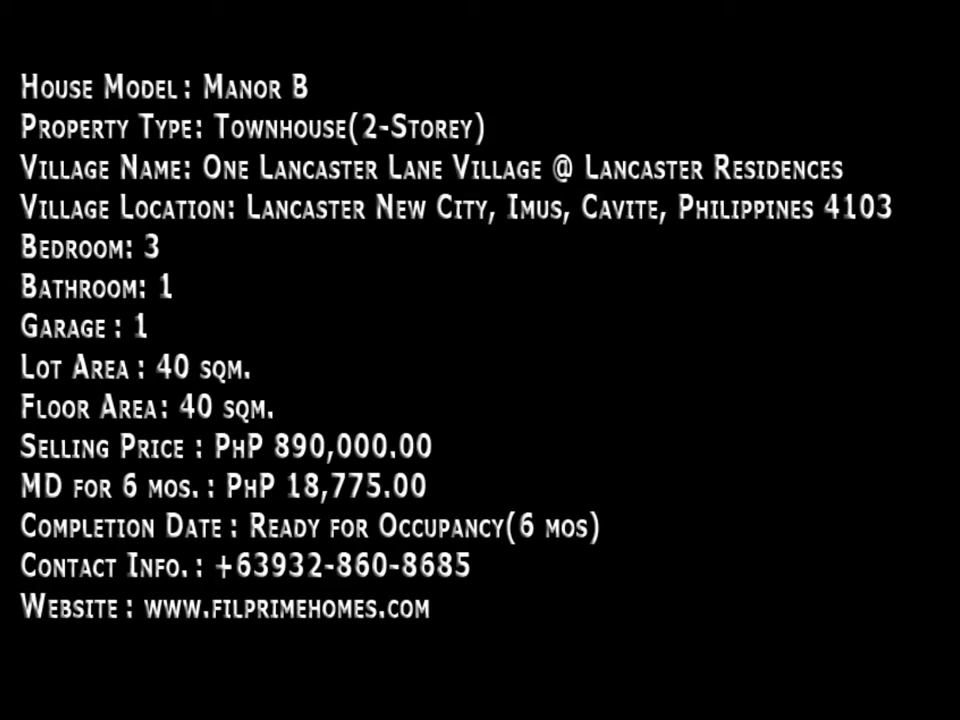 House Model : Manor B
Property Type: Townhouse(2-Storey)
Village Name: One Lancaster Lane Village @ Lancaster Residences
Village Location: Lancaster New City, Imus, Cavite, Philippines 4103
Bedroom: 3
Bathroom: 1
Garage : 1
Lot Area : 40 sqm.
Floor Area: 40 sqm.
Selling Price : PhP 890,000.00
MD for 6 mos. : PhP 18,775.00
Completion Date : Ready for Occupancy(6 mos)
Contact Info. : +63932-860-8685
Website : www.filprimehomes.com